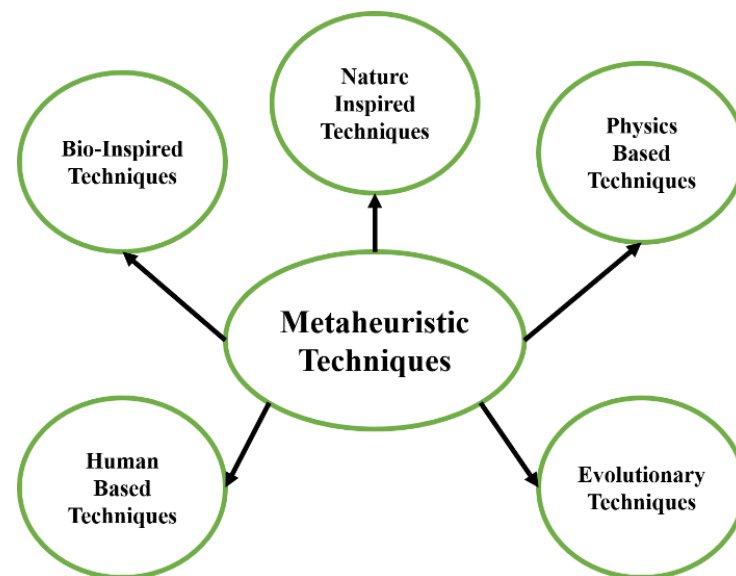 Nature
Inspired
Techniques
Bio-Inspired
Techniques
Physics
Based
Techniques
Metaheuristic
Techniques
Human
Based
Techniques
Evolutionary
Techniques